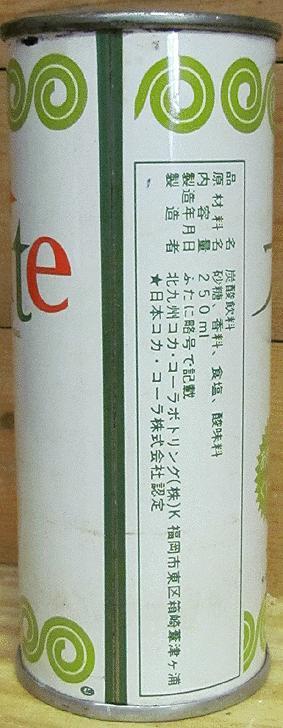 te
品名 炭酸飲料
原材料名 砂糖、香料、食塩、酸味料
内容量 250ml
製造年月日 ふたに略号で記載
製造者 北九州コカ・コーラボトリング(株)K 福岡市東区箱崎葦津ヶ浦
★日本コカ・コーラ株式会社認定